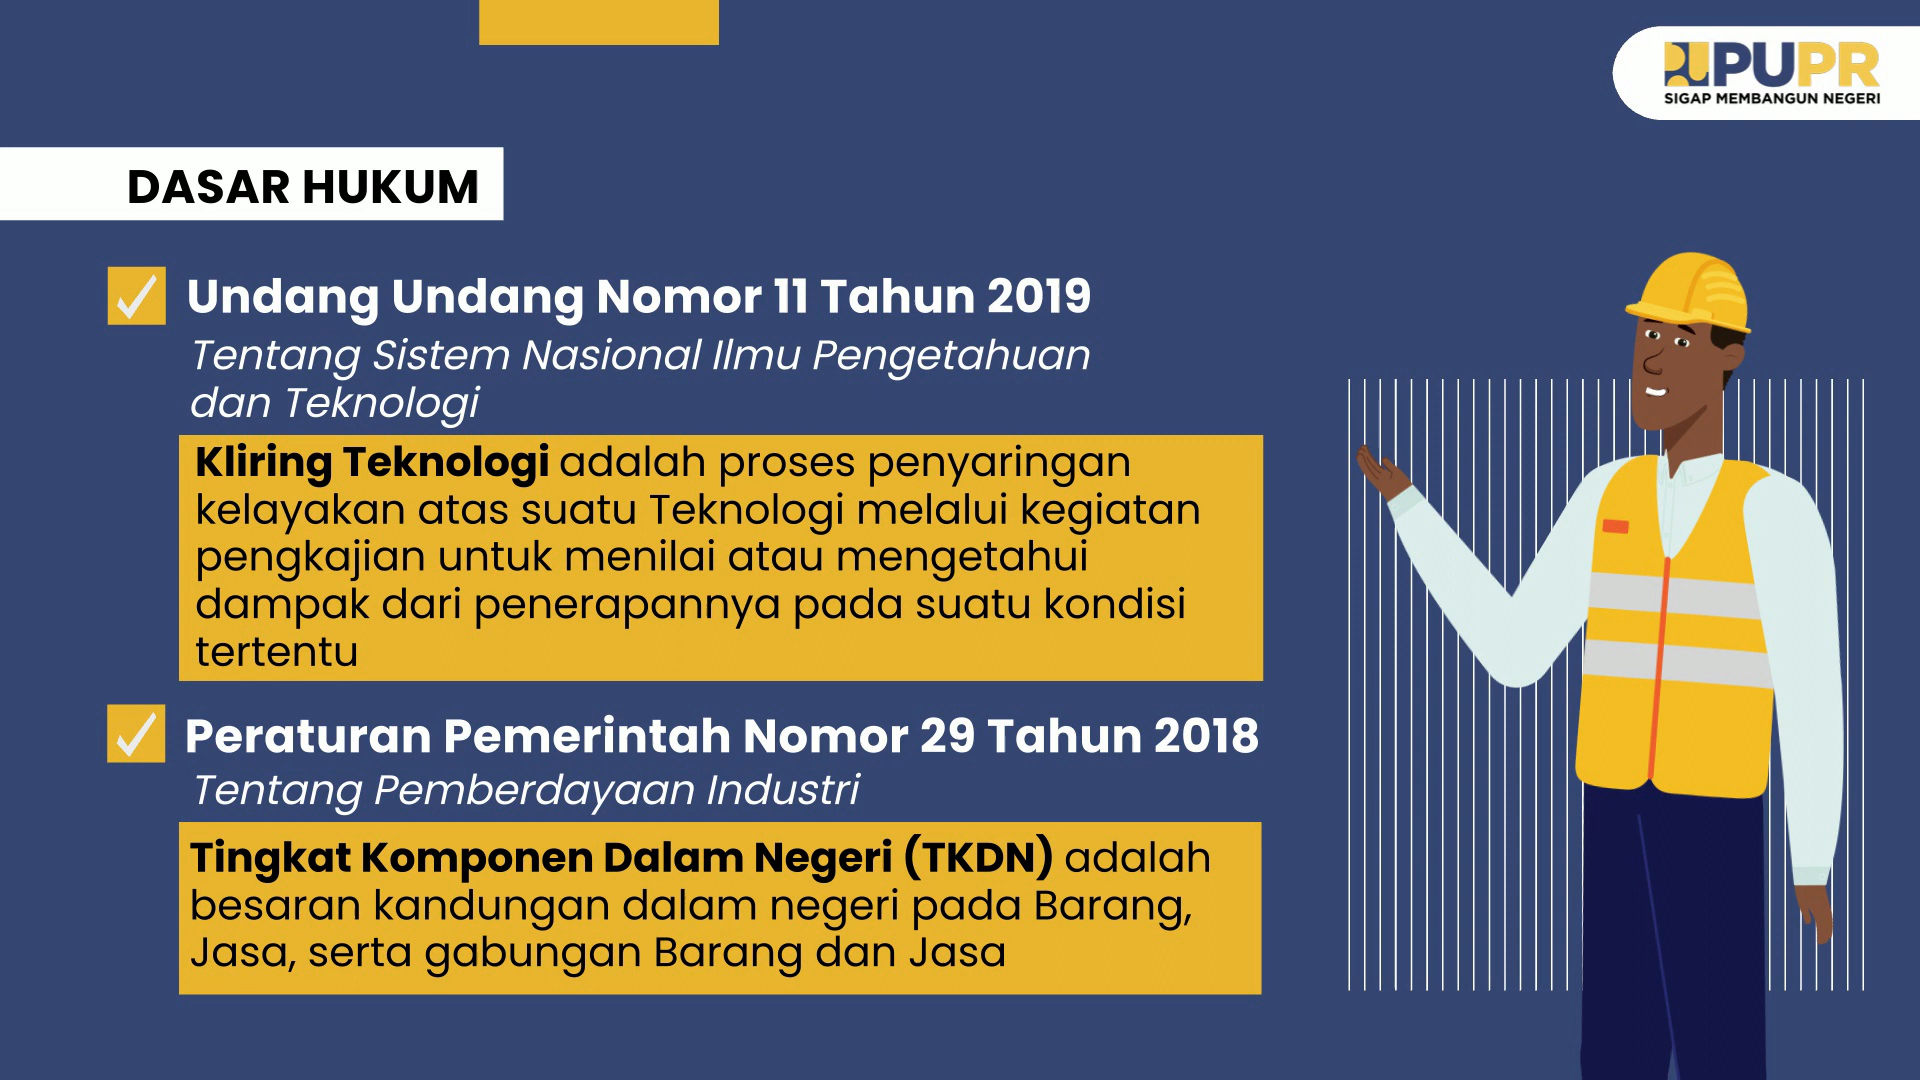 PUPR
SIGAP MEMBANGUN NEGERI
DASAR HUKUM
Undang Undang Nomor 11 Tahun 2019
Tentang Sistem Nasional Ilmu Pengetahuan
dan Teknologi
Kliring Teknologi adalah proses penyaringan
kelayakan atas suatu Teknologi melalui kegiatan
pengkajian untuk menilai atau mengetahui
dampak dari penerapannya pada suatu kondisi
tertentu
Peraturan Pemerintah Nomor 29 Tahun 2018
Tentang Pemberdayaan Industri
Tingkat Komponen Dalam Negeri (TKDN) adalah
besaran kandungan dalam negeri pada Barang,
Jasa, serta gabungan Barang dan Jasa